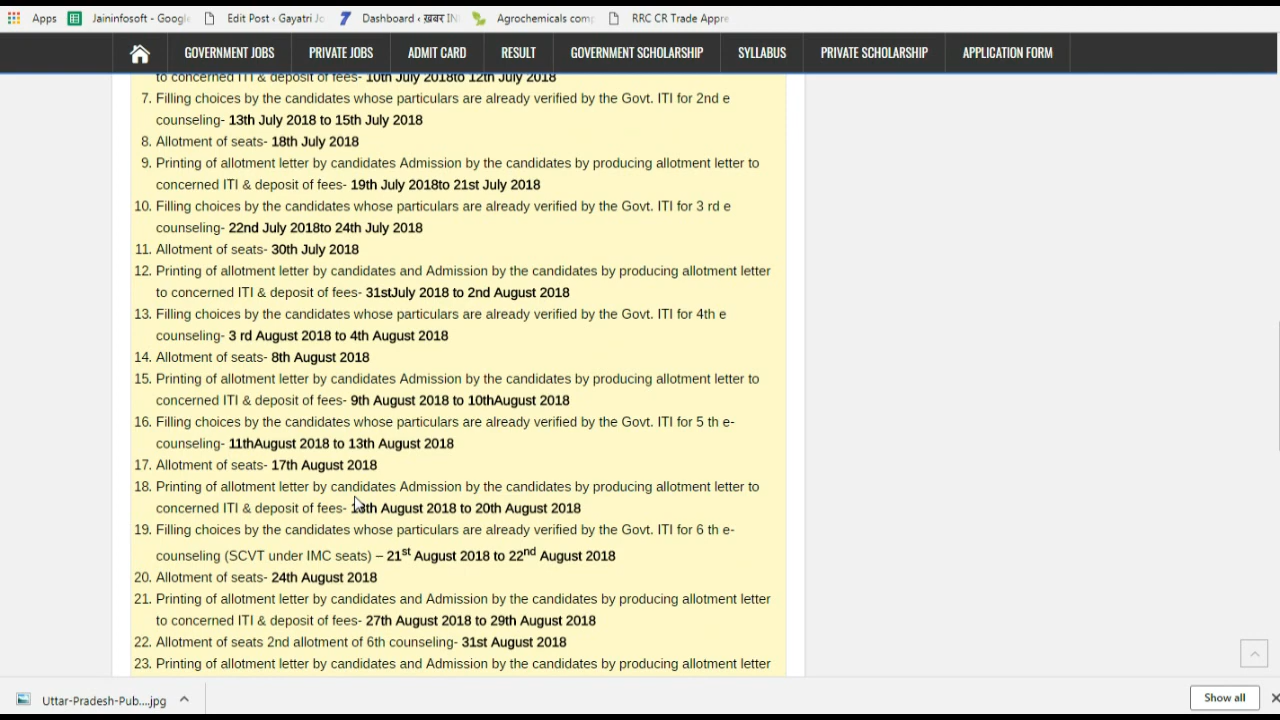 Apps Jaininfosoft - Google Edit Post ‹ Gayatri Jo Dashboard ‹ ख़बर IN Agrochemicals com RRC CR Trade Appre
GOVERNMENT JOBS PRIVATE JOBS ADMIT CARD RESULT GOVERNMENT SCHOLARSHIP SYLLABUS PRIVATE SCHOLARSHIP APPLICATION FORM
to concerned ITI & deposit of fees- 10th July 2018to 12th July 2018
7. Filling choices by the candidates whose particulars are already verified by the Govt. ITI for 2nd e
counseling- 13th July 2018 to 15th July 2018
8. Allotment of seats- 18th July 2018
9. Printing of allotment letter by candidates Admission by the candidates by producing allotment letter to
concerned ITI & deposit of fees- 19th July 2018to 21st July 2018
10. Filling choices by the candidates whose particulars are already verified by the Govt. ITI for 3 rd e
counseling- 22nd July 2018to 24th July 2018
11. Allotment of seats- 30th July 2018
12. Printing of allotment letter by candidates and Admission by the candidates by producing allotment letter
to concerned ITI & deposit of fees- 31stJuly 2018 to 2nd August 2018
13. Filling choices by the candidates whose particulars are already verified by the Govt. ITI for 4th e
counseling- 3 rd August 2018 to 4th August 2018
14. Allotment of seats- 8th August 2018
15. Printing of allotment letter by candidates Admission by the candidates by producing allotment letter to
concerned ITI & deposit of fees- 9th August 2018 to 10thAugust 2018
16. Filling choices by the candidates whose particulars are already verified by the Govt. ITI for 5 th e-
counseling- 11thAugust 2018 to 13th August 2018
17. Allotment of seats- 17th August 2018
18. Printing of allotment letter by candidates Admission by the candidates by producing allotment letter to
concerned ITI & deposit of fees- 18th August 2018 to 20th August 2018
19. Filling choices by the candidates whose particulars are already verified by the Govt. ITI for 6 th e-
counseling (SCVT under IMC seats) – 21st August 2018 to 22nd August 2018
20. Allotment of seats- 24th August 2018
21. Printing of allotment letter by candidates and Admission by the candidates by producing allotment letter
to concerned ITI & deposit of fees- 27th August 2018 to 29th August 2018
22. Allotment of seats 2nd allotment of 6th counseling- 31st August 2018
23. Printing of allotment letter by candidates and Admission by the candidates by producing allotment letter
Uttar-Pradesh-Pub....jpg Show all